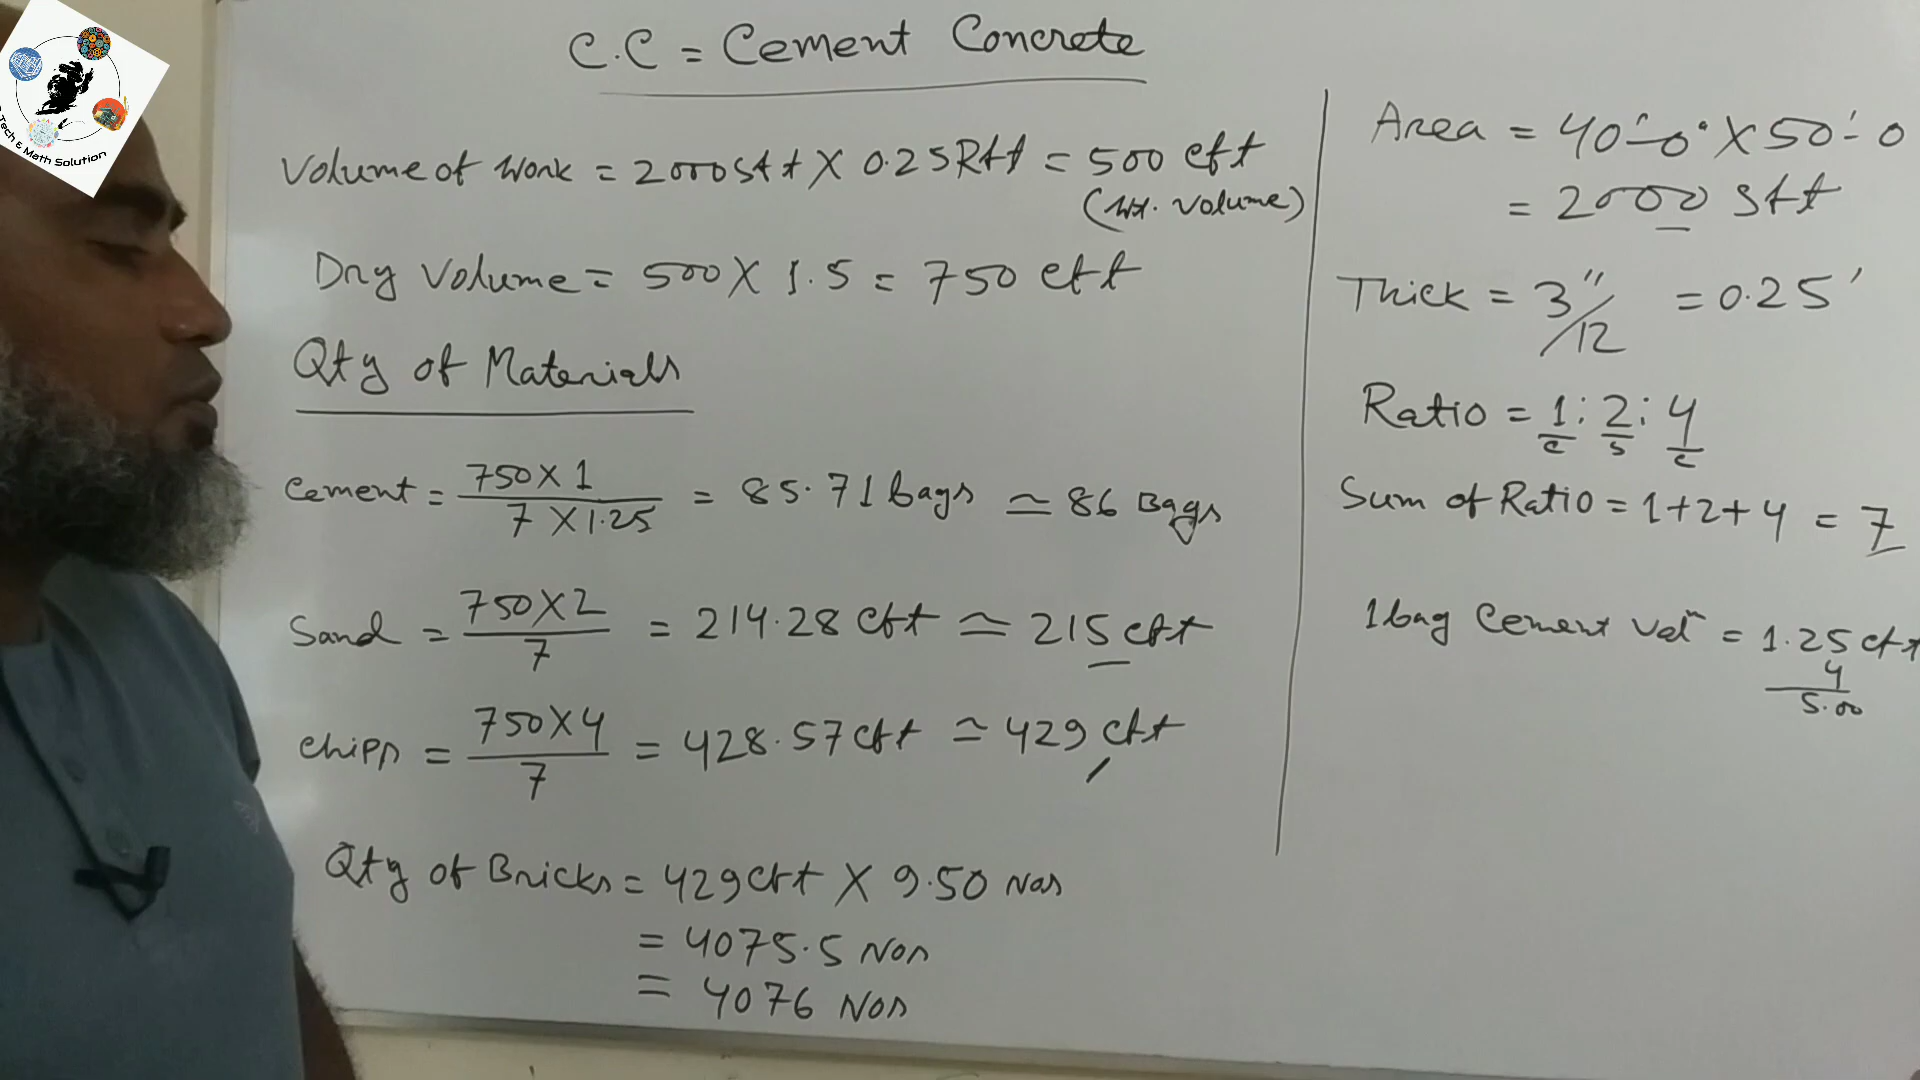 Tech & Math Solution
C.C = Cement Concrete
Volume of Work = 2000 sft X 0.25 Rft = 500 cft
(Wt. Volume)
Dry Volume = 500 X 1.5 = 750 cft
Qty of Materials
Cement = 750 X 1 / 7 X 1.25 = 85.71 bags ≃ 86 Bags
Sand = 750 X 2 / 7 = 214.28 cft ≃ 215 cft
Chips = 750 X 4 / 7 = 428.57 cft ≃ 429 cft
Qty of Bricks = 429 cft X 9.50 Nos
= 4075.5 Nos
= 4076 Nos
Area = 40'-0" X 50'-0
= 2000 sft
Thick = 3"/12 = 0.25'
Ratio = 1 : 2 : 4
c s c
Sum of Ratio = 1+2+4 = 7
1 bag Cement Vol<sup>m</sup> = 1.25 cft
4
5.00